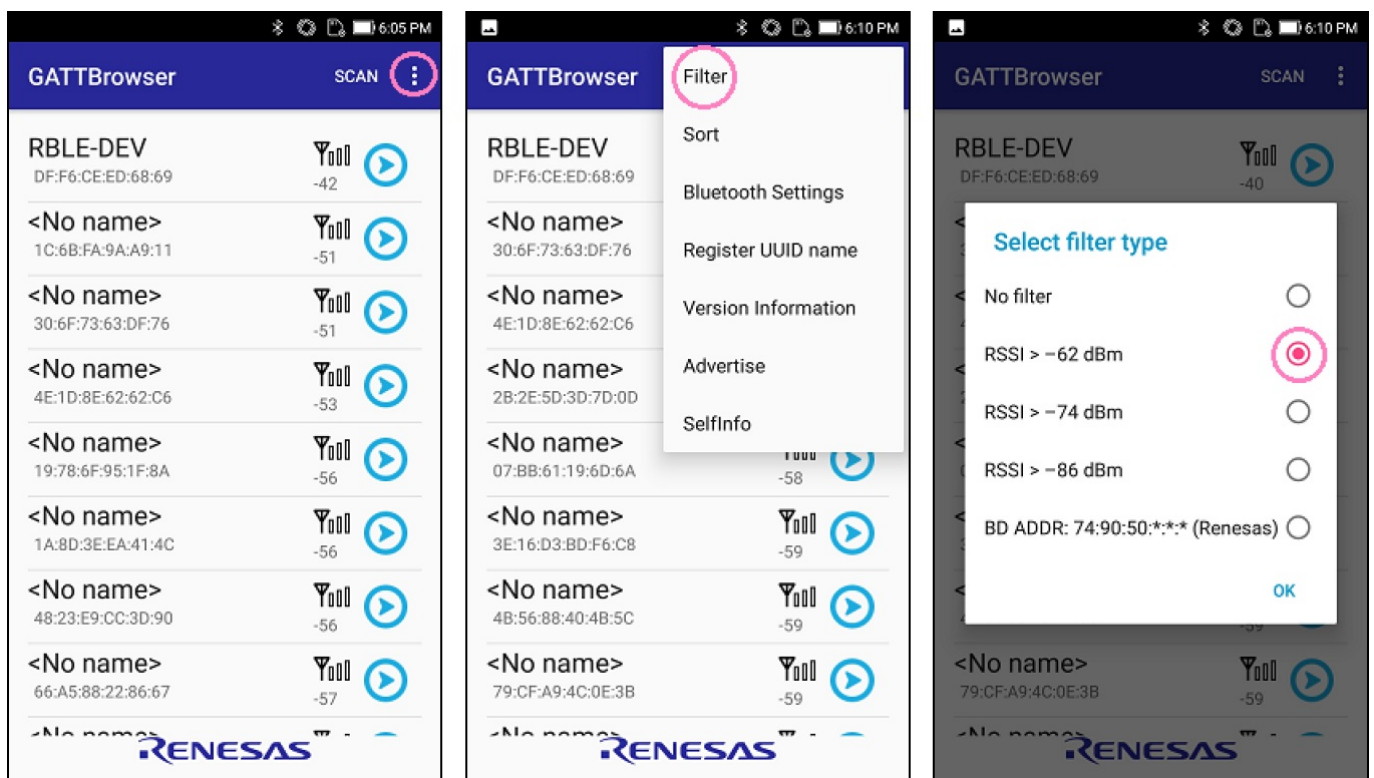 6:05 PM
GATTBrowser SCAN
RBLE-DEV
DF:F6:CE:ED:68:69
-42
<No name>
1C:6B:FA:9A:A9:11
-51
<No name>
30:6F:73:63:DF:76
-51
<No name>
4E:1D:8E:62:62:C6
-53
<No name>
19:78:6F:95:1F:8A
-56
<No name>
1A:8D:3E:EA:41:4C
-56
<No name>
48:23:E9:CC:3D:90
-56
<No name>
66:A5:88:22:86:67
-57
RENESAS
6:10 PM
GATTBrowser
Filter
Sort
Bluetooth Settings
Register UUID name
Version Information
Advertise
SelfInfo
RBLE-DEV
DF:F6:CE:ED:68:69
<No name>
30:6F:73:63:DF:76
<No name>
4E:1D:8E:62:62:C6
<No name>
2B:2E:5D:3D:7D:0D
<No name>
07:BB:61:19:6D:6A
-58
<No name>
3E:16:D3:BD:F6:C8
-59
<No name>
4B:56:88:40:4B:5C
-59
<No name>
79:CF:A9:4C:0E:3B
-59
RENESAS
6:10 PM
GATTBrowser SCAN
RBLE-DEV
DF:F6:CE:ED:68:69
-40
Select filter type
No filter
RSSI > −62 dBm
RSSI > −74 dBm
RSSI > −86 dBm
BD ADDR: 74:90:50:*:*:* (Renesas)
OK
-59
<No name>
79:CF:A9:4C:0E:3B
-59
RENESAS